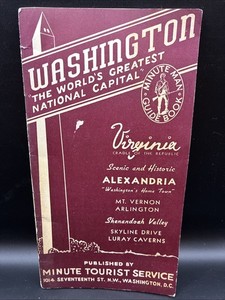 WASHINGTON
"THE WORLD'S GREATEST
NATIONAL CAPITAL"
MINUTE MAN
GUIDE BOOK
Virginia
CRADLE OF THE REPUBLIC
Scenic and Historic
ALEXANDRIA
"Washington's Home Town"
MT. VERNON
ARLINGTON
Shenandoah Valley
SKYLINE DRIVE
LURAY CAVERNS
PUBLISHED BY
MINUTE TOURIST SERVICE
1014 SEVENTEENTH ST. N.W., WASHINGTON, D.C.